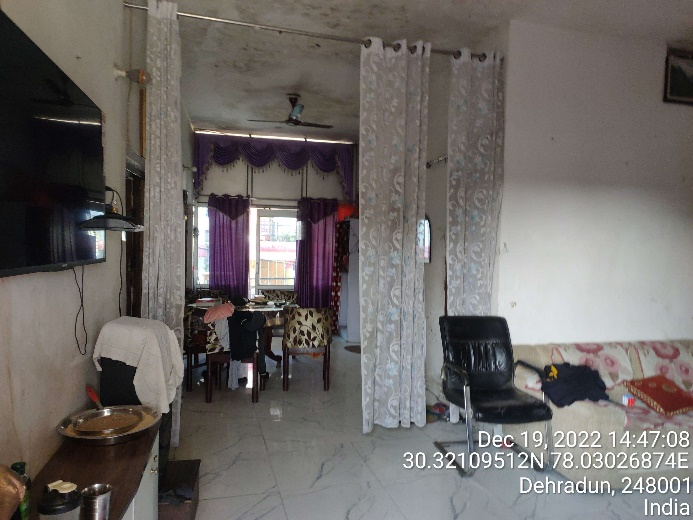 Dec 19, 2022 14:47:08
30.32109512N 78.03026874E
Dehradun, 248001
India